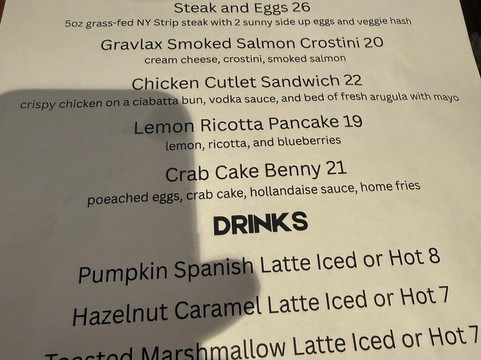 Steak and Eggs 26
5oz grass-fed NY Strip steak with 2 sunny side up eggs and veggie hash
Gravlax Smoked Salmon Crostini 20
cream cheese, crostini, smoked salmon
Chicken Cutlet Sandwich 22
crispy chicken on a ciabatta bun, vodka sauce, and bed of fresh arugula with mayo
Lemon Ricotta Pancake 19
lemon, ricotta, and blueberries
Crab Cake Benny 21
poeached eggs, crab cake, hollandaise sauce, home fries
DRINKS
Pumpkin Spanish Latte Iced or Hot 8
Hazelnut Caramel Latte Iced or Hot 7
Toasted Marshmallow Latte Iced or Hot 7